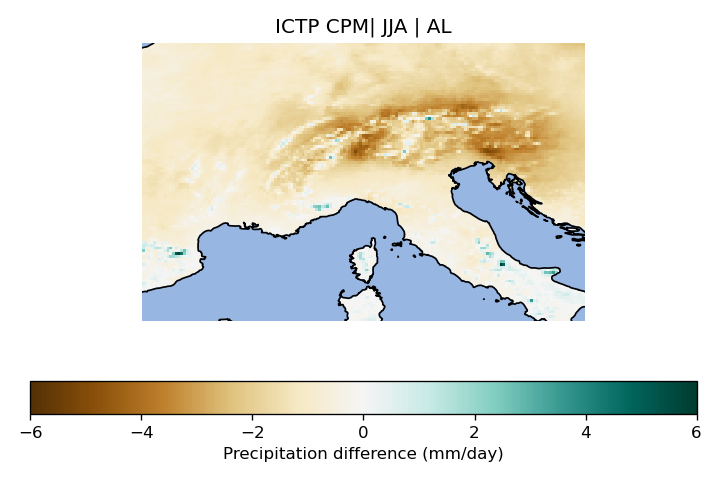 ICTP CPM| JJA | AL
−6 −4 −2 0 2 4 6
Precipitation difference (mm/day)